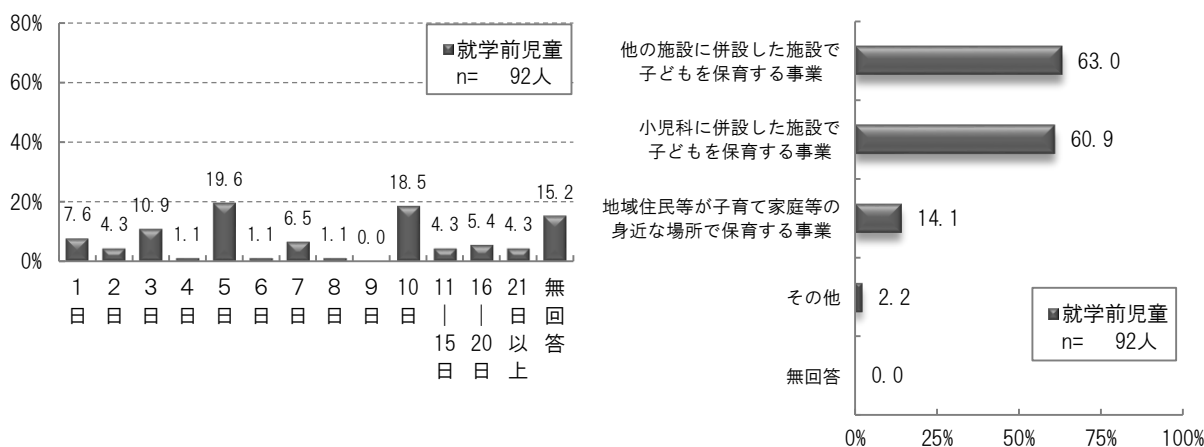 80%
60%
40%
20%
0%
就学前児童
n= 92人
7.6
4.3
10.9
1.1
19.6
1.1
6.5
1.1
0.0
18.5
4.3
5.4
4.3
15.2
1日
2日
3日
4日
5日
6日
7日
8日
9日
10日
11|15日
16|20日
21日以上
無回答
他の施設に併設した施設で
子どもを保育する事業
63.0
小児科に併設した施設で
子どもを保育する事業
60.9
地域住民等が子育て家庭等の
身近な場所で保育する事業
14.1
その他
2.2
無回答
0.0
就学前児童
n= 92人
0%
25%
50%
75%
100%